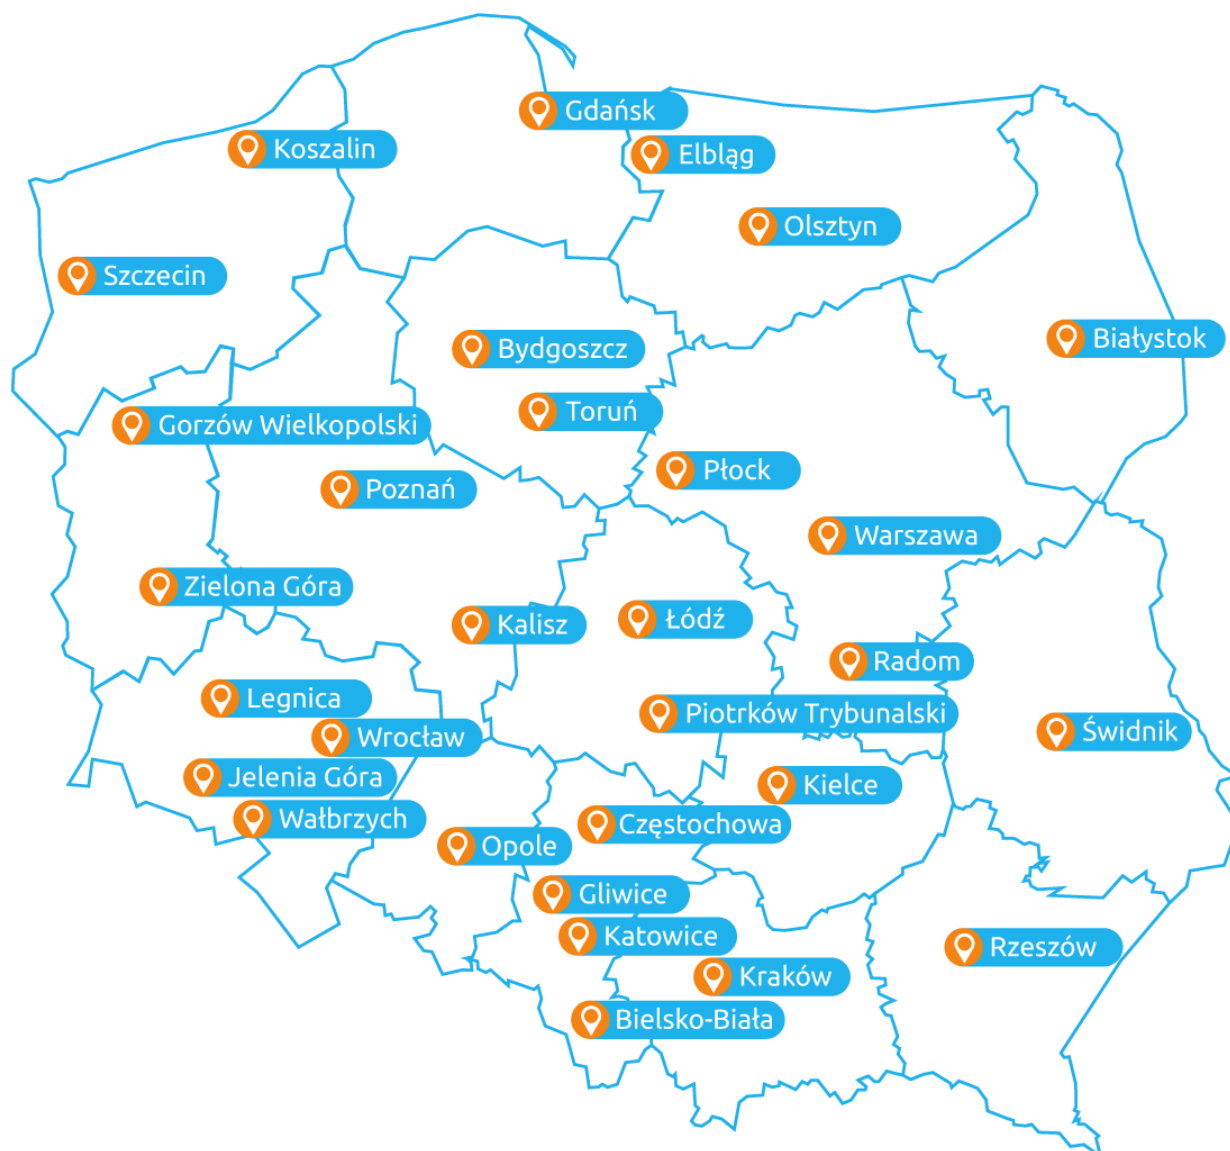 Gdańsk
Koszalin
Elbląg
Olsztyn
Szczecin
Białystok
Bydgoszcz
Toruń
Gorzów Wielkopolski
Płock
Poznań
Warszawa
Zielona Góra
Łódź
Kalisz
Radom
Legnica
Piotrków Trybunalski
Świdnik
Wrocław
Jelenia Góra
Kielce
Wałbrzych
Częstochowa
Opole
Gliwice
Katowice
Rzeszów
Kraków
Bielsko-Biała